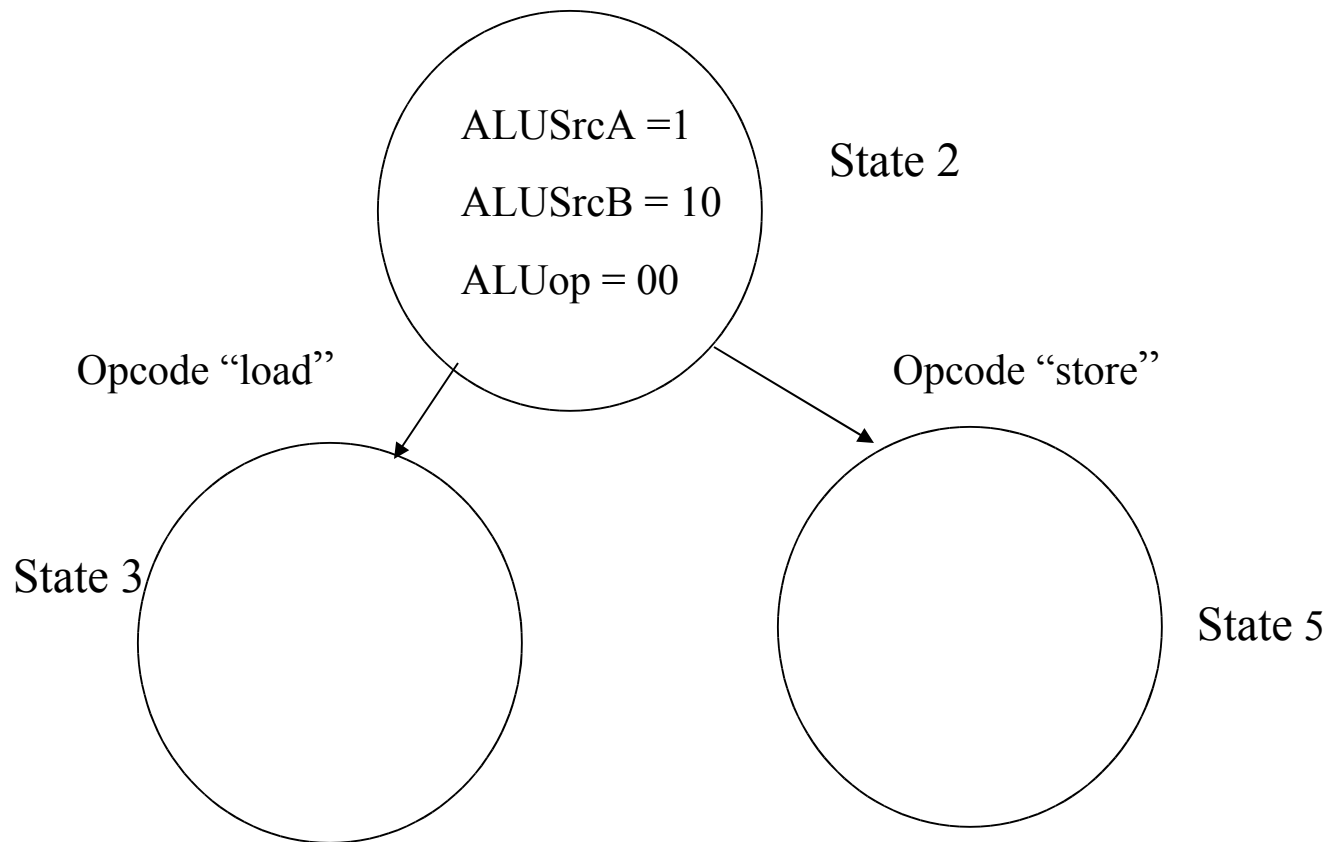 ALUSrcA =1
State 2
ALUSrcB = 10
ALUop = 00
Opcode “load”
Opcode “store”
State 3
State 5